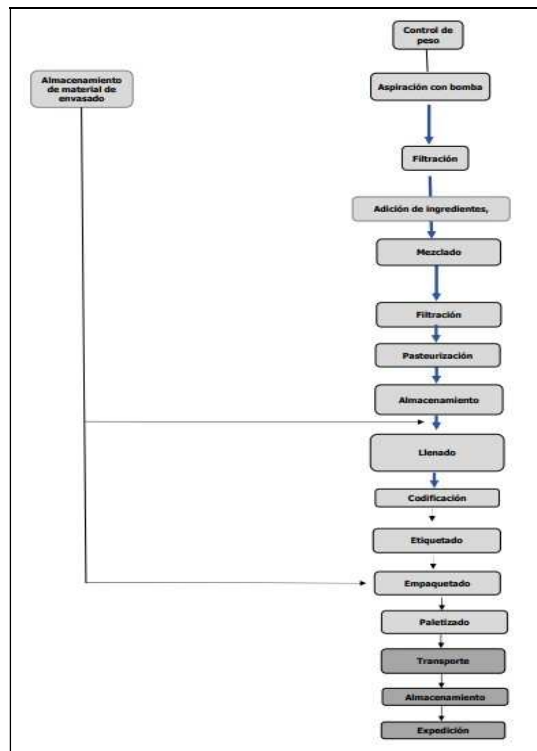 Control de
peso
Almacenamiento
de material de
envasado
Aspiración con bomba
Filtración
Adición de ingredientes,
Mezclado
Filtración
Pasteurización
Almacenamiento
Llenado
Codificación
Etiquetado
Empaquetado
Paletizado
Transporte
Almacenamiento
Expedición